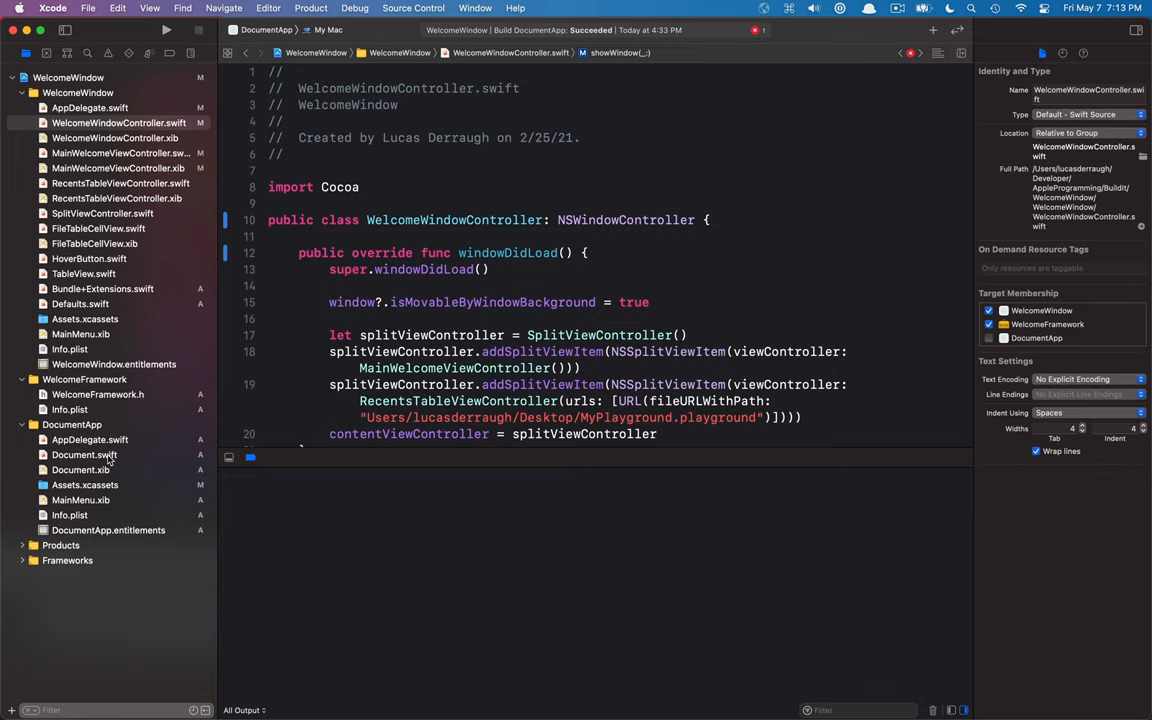 Xcode File Edit View Find Navigate Editor Product Debug Source Control Window Help Fri May 7 7:13 PM
DocumentApp My Mac WelcomeWindow | Build DocumentApp: Succeeded | Today at 4:33 PM 1
WelcomeWindow WelcomeWindow WelcomeWindowController.swift M showWindow(_:)
WelcomeWindow M
WelcomeWindow
AppDelegate.swift M
WelcomeWindowController.swift M
WelcomeWindowController.xib
MainWelcomeViewController.sw... M
MainWelcomeViewController.xib M
RecentsTableViewController.swift
RecentsTableViewController.xib
SplitViewController.swift
FileTableCellView.swift
FileTableCellView.xib
HoverButton.swift
TableView.swift
Bundle+Extensions.swift A
Defaults.swift A
Assets.xcassets
MainMenu.xib
Info.plist
WelcomeWindow.entitlements
WelcomeFramework
WelcomeFramework.h A
Info.plist A
DocumentApp
AppDelegate.swift A
Document.swift A
Document.xib A
Assets.xcassets M
MainMenu.xib A
Info.plist A
DocumentApp.entitlements A
Products
Frameworks
Filter
1 //
2 // WelcomeWindowController.swift
3 // WelcomeWindow
4 //
5 // Created by Lucas Derraugh on 2/25/21.
6 //
7
8 import Cocoa
9
10 public class WelcomeWindowController: NSWindowController {
11
12 public override func windowDidLoad() {
13 super.windowDidLoad()
14
15 window?.isMovableByWindowBackground = true
16
17 let splitViewController = SplitViewController()
18 splitViewController.addSplitViewItem(NSSplitViewItem(viewController:
MainWelcomeViewController()))
19 splitViewController.addSplitViewItem(NSSplitViewItem(viewController:
RecentsTableViewController(urls: [URL(fileURLWithPath:
"Users/lucasderraugh/Desktop/MyPlayground.playground")])))
20 contentViewController = splitViewController
All Output
Filter
Identity and Type
Name WelcomeWindowController.swi
ft
Type Default - Swift Source
Location Relative to Group
WelcomeWindowController.s
wift
Full Path /Users/lucasderraugh/
Developer/
AppleProgramming/BuildIt/
WelcomeWindow/
WelcomeWindow/
WelcomeWindowController.s
wift
On Demand Resource Tags
Only resources are taggable
Target Membership
WelcomeWindow
WelcomeFramework
DocumentApp
Text Settings
Text Encoding No Explicit Encoding
Line Endings No Explicit Line Endings
Indent Using Spaces
Widths 4 4
Tab Indent
Wrap lines